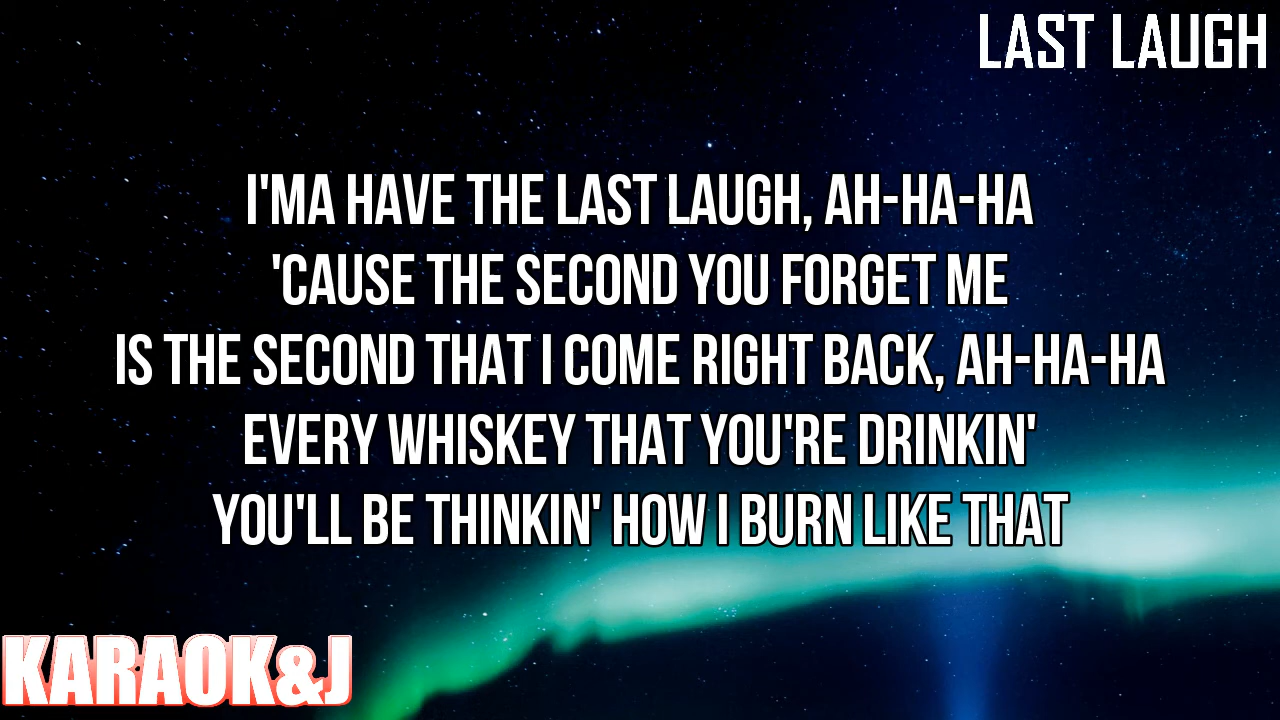 LAST LAUGH
I'MA HAVE THE LAST LAUGH, AH-HA-HA
'CAUSE THE SECOND YOU FORGET ME
IS THE SECOND THAT I COME RIGHT BACK, AH-HA-HA
EVERY WHISKEY THAT YOU'RE DRINKIN'
YOU'LL BE THINKIN' HOW I BURN LIKE THAT
KARAOK&J